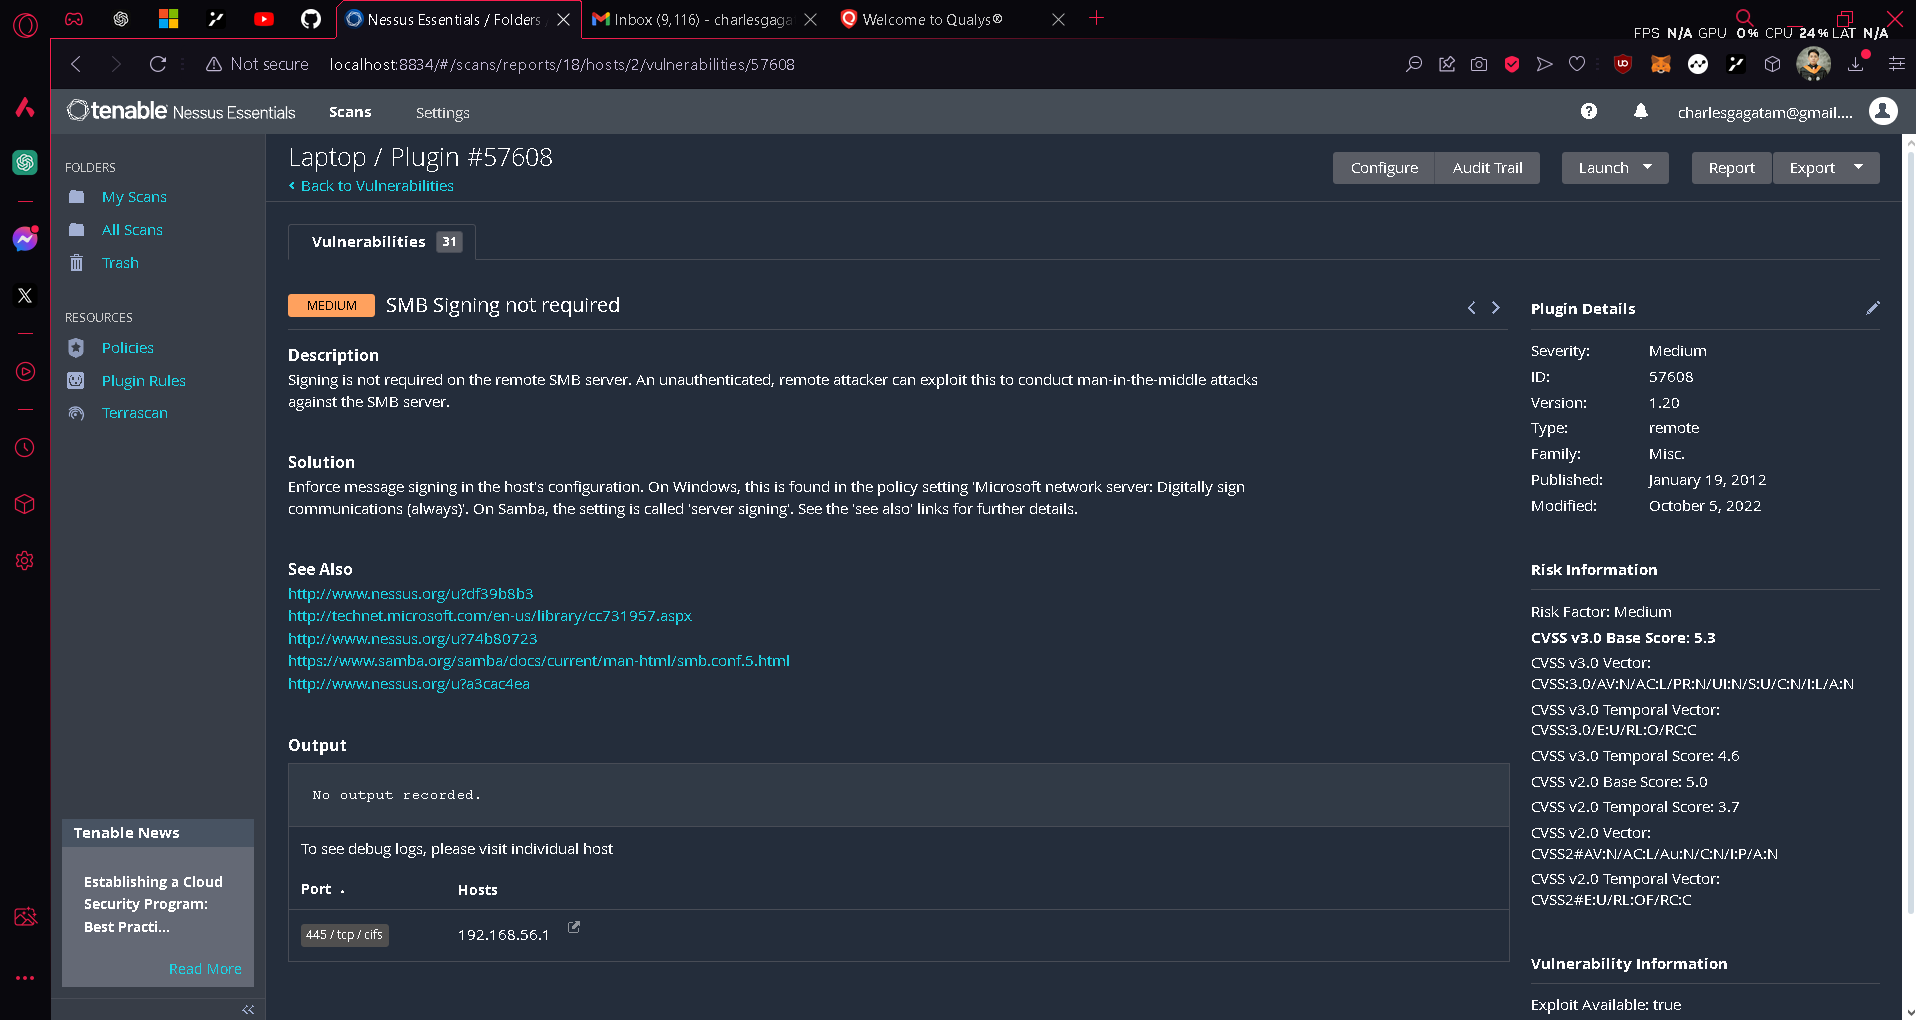 Nessus Essentials / Folders
Inbox (9,116) - charlesgaga
Welcome to Qualys®
FPS N/A GPU 0% CPU 24% LAT N/A
Not secure
localhost:8834/#/scans/reports/18/hosts/2/vulnerabilities/57608
tenable Nessus Essentials
Scans
Settings
charlesgagatam@gmail....
FOLDERS
My Scans
All Scans
Trash
RESOURCES
Policies
Plugin Rules
Terrascan
Tenable News
Establishing a Cloud
Security Program:
Best Practi...
Read More
Laptop / Plugin #57608
Back to Vulnerabilities
Configure
Audit Trail
Launch
Report
Export
Vulnerabilities 31
MEDIUM
SMB Signing not required
Description
Signing is not required on the remote SMB server. An unauthenticated, remote attacker can exploit this to conduct man-in-the-middle attacks
against the SMB server.
Solution
Enforce message signing in the host's configuration. On Windows, this is found in the policy setting 'Microsoft network server: Digitally sign
communications (always)'. On Samba, the setting is called 'server signing'. See the 'see also' links for further details.
See Also
http://www.nessus.org/u?df39b8b3
http://technet.microsoft.com/en-us/library/cc731957.aspx
http://www.nessus.org/u?74b80723
https://www.samba.org/samba/docs/current/man-html/smb.conf.5.html
http://www.nessus.org/u?a3cac4ea
Output
No output recorded.
To see debug logs, please visit individual host
Port
Hosts
445 / tcp / cifs
192.168.56.1
Plugin Details
Severity: Medium
ID: 57608
Version: 1.20
Type: remote
Family: Misc.
Published: January 19, 2012
Modified: October 5, 2022
Risk Information
Risk Factor: Medium
CVSS v3.0 Base Score: 5.3
CVSS v3.0 Vector:
CVSS:3.0/AV:N/AC:L/PR:N/UI:N/S:U/C:N/I:L/A:N
CVSS v3.0 Temporal Vector:
CVSS:3.0/E:U/RL:O/RC:C
CVSS v3.0 Temporal Score: 4.6
CVSS v2.0 Base Score: 5.0
CVSS v2.0 Temporal Score: 3.7
CVSS v2.0 Vector:
CVSS2#AV:N/AC:L/Au:N/C:N/I:P/A:N
CVSS v2.0 Temporal Vector:
CVSS2#E:U/RL:OF/RC:C
Vulnerability Information
Exploit Available: true